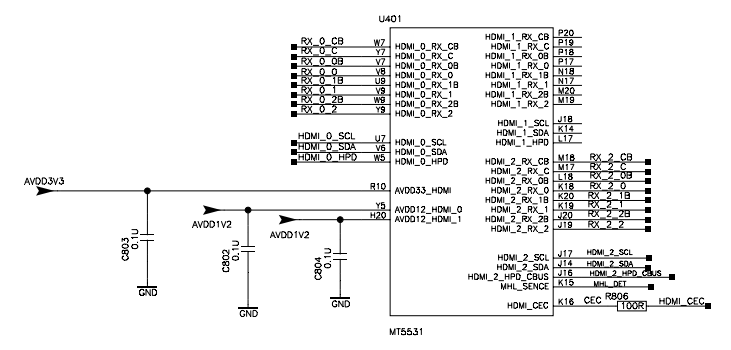 U401
RX_0_CB W7 HDMI_0_RX_CB HDMI_1_RX_CB P20
RX_0_C Y7 HDMI_0_RX_C HDMI_1_RX_C P19
RX_0_0B V7 HDMI_0_RX_0B HDMI_1_RX_0B P18
RX_0_0 V8 HDMI_0_RX_0 HDMI_1_RX_0 P17
RX_0_1B U9 HDMI_0_RX_1B HDMI_1_RX_1B N18
RX_0_1 V9 HDMI_0_RX_1 HDMI_1_RX_1 N17
RX_0_2B W9 HDMI_0_RX_2B HDMI_1_RX_2B M20
RX_0_2 Y9 HDMI_0_RX_2 HDMI_1_RX_2 M19
HDMI_1_SCL J18
HDMI_1_SDA K14
HDMI_1_HPD L17
HDMI_0_SCL U7 HDMI_0_SCL
HDMI_0_SDA V6 HDMI_0_SDA
HDMI_0_HPD W5 HDMI_0_HPD
HDMI_2_RX_CB M18 RX_2_CB
HDMI_2_RX_C M17 RX_2_C
HDMI_2_RX_0B L18 RX_2_0B
AVDD3V3 R10 AVDD33_HDMI HDMI_2_RX_0 K18 RX_2_0
HDMI_2_RX_1B K20 RX_2_1B
Y5 AVDD12_HDMI_0 HDMI_2_RX_1 K19 RX_2_1
H20 AVDD12_HDMI_1 HDMI_2_RX_2B J20 RX_2_2B
HDMI_2_RX_2 J19 RX_2_2
AVDD1V2
AVDD1V2
C803 0.1U
C802 0.1U
C804 0.1U
HDMI_2_SCL J17 HDMI_2_SCL
HDMI_2_SDA J14 HDMI_2_SDA
HDMI_2_HPD_CBUS J16 HDMI_2_HPD_CBUS
MHL_SENCE K15 MHL_DET
R806
HDMI_CEC K16 CEC 100R HDMI_CEC
GND
GND
GND
MT5531